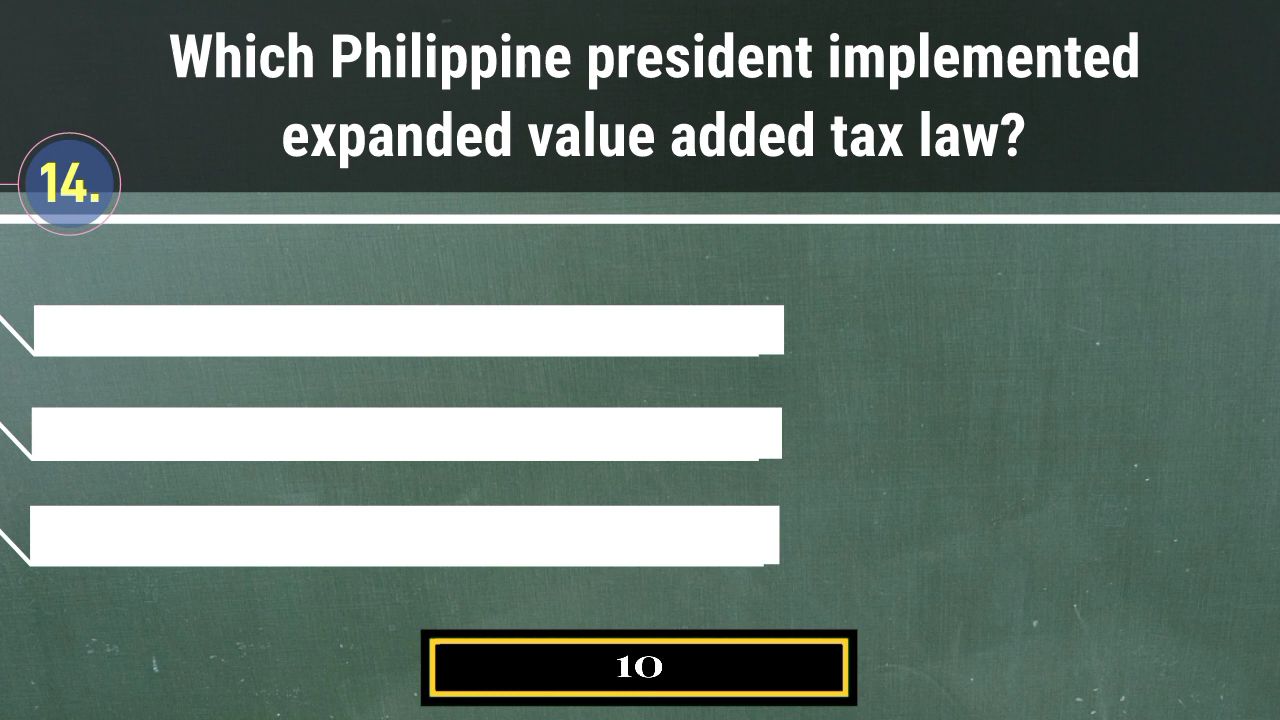 Which Philippine president implemented
expanded value added tax law?
14.
10